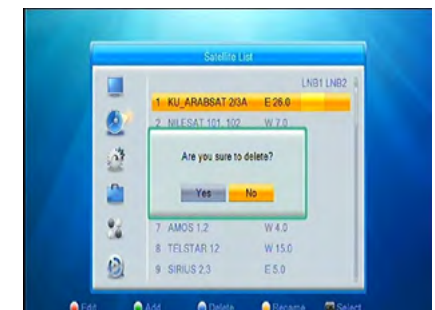 Satellite List
LNB1 LNB2
1 KU_ARABSAT 2/3A E 26.0
2 NILESAT 101, 102 W 7.0
Are you sure to delete?
Yes No
7 AMOS 1,2 W 4.0
8 TELSTAR 12 W 15.0
9 SIRIUS 2,3 E 5.0
Edit Add Delete Rename Select